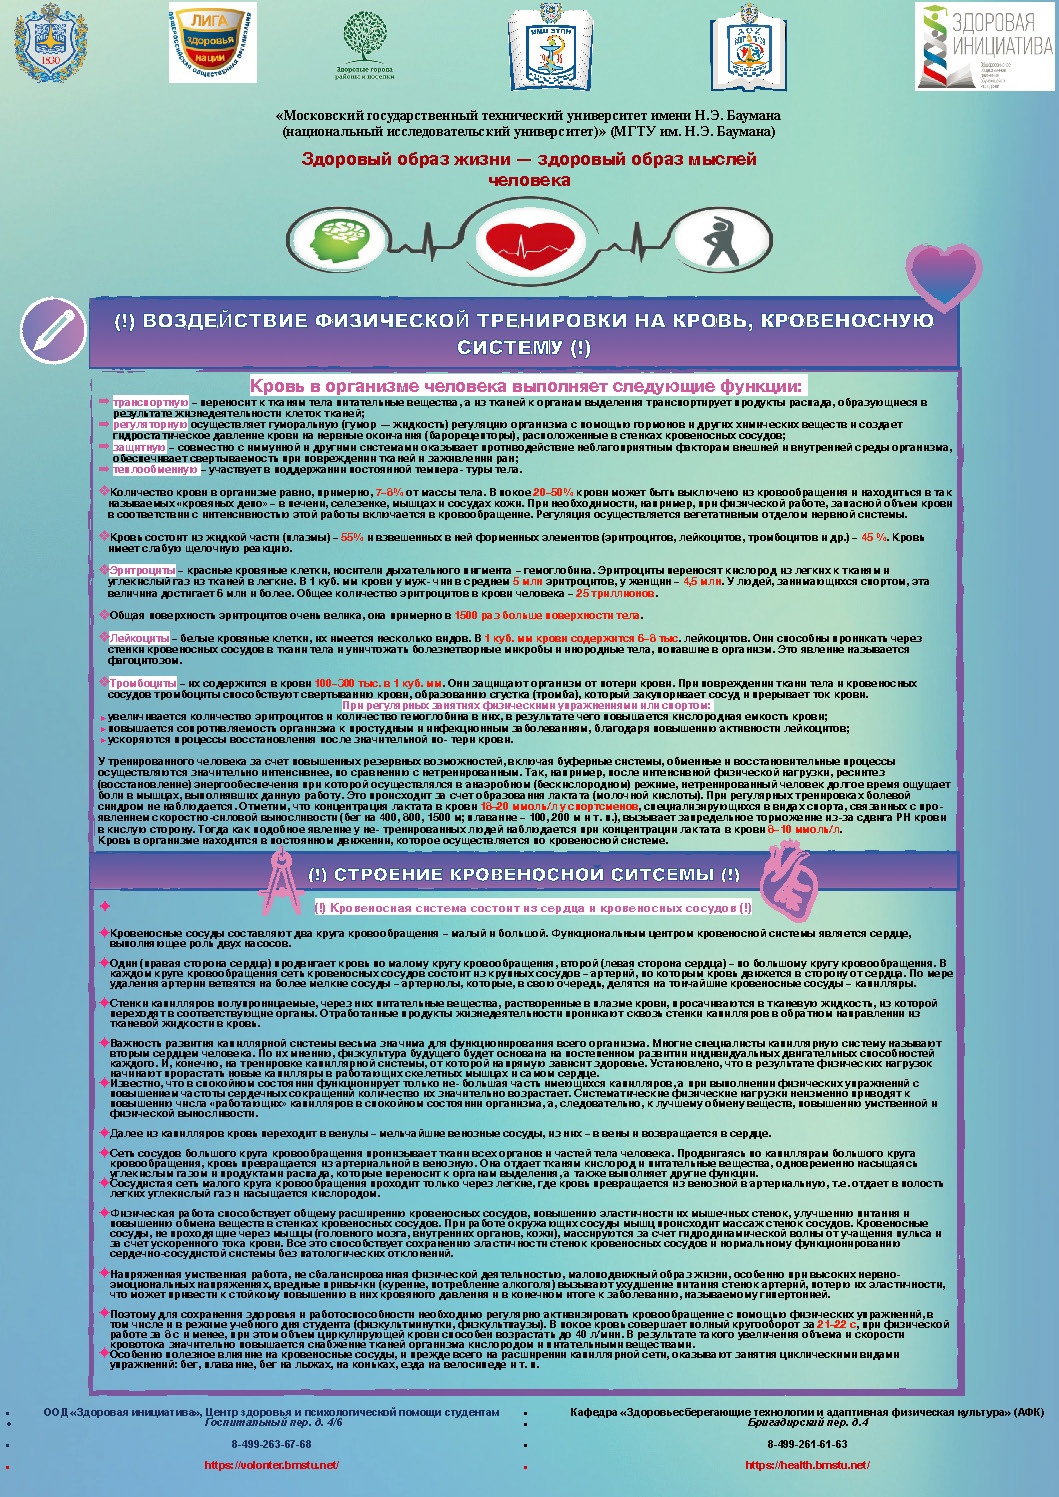 1830
ЛИГА
здоровья
нации
ОБЩЕРОССИЙСКАЯ ОБЩЕСТВЕННАЯ ОРГАНИЗАЦИЯ
Здоровые города
районы и поселки
ЗДОРОВАЯ
ИНИЦИАТИВА
«Московский государственный технический университет имени Н.Э. Баумана
(национальный исследовательский университет)» (МГТУ им. Н.Э. Баумана)
Здоровый образ жизни — здоровый образ мыслей
человека
(!) ВОЗДЕЙСТВИЕ ФИЗИЧЕСКОЙ ТРЕНИРОВКИ НА КРОВЬ, КРОВЕНОСНУЮ
СИСТЕМУ (!)
Кровь в организме человека выполняет следующие функции:
транспортную – переносит к тканям тела питательные вещества, а из тканей к органам выделения транспортирует продукты распада, образующиеся в
результате жизнедеятельности клеток тканей;
регуляторную осуществляет гуморальную (гумор — жидкость) регуляцию организма с помощью гормонов и других химических веществ и создает
гидростатическое давление крови на нервные окончания (барорецепторы), расположенные в стенках кровеносных сосудов;
защитную – совместно с иммунной и другими системами оказывает противодействие неблагоприятным факторам внешней и внутренней среды организма,
обеспечивает свертываемость при повреждении тканей и заживлении ран;
теплообменную – участвует в поддержании постоянной темпера- туры тела.
Количество крови в организме равно, примерно, 7–8% от массы тела. В покое 20–50% крови может быть выключено из кровообращения и находиться в так
называемых «кровяных депо» – в печени, селезенке, мышцах и сосудах кожи. При необходимости, например, при физической работе, запасной объем крови
в соответствии с интенсивностью этой работы включается в кровообращение. Регуляция осуществляется вегетативным отделом нервной системы.
Кровь состоит из жидкой части (плазмы) – 55% и взвешенных в ней форменных элементов (эритроцитов, лейкоцитов, тромбоцитов и др.) – 45 %. Кровь
имеет слабую щелочную реакцию.
Эритроциты – красные кровяные клетки, носители дыхательного пигмента – гемоглобина. Эритроциты переносят кислород из легких к тканям и
углекислый газ из тканей в легкие. В 1 куб. мм крови у муж- чин в среднем 5 млн эритроцитов, у женщин – 4,5 млн. У людей, занимающихся спортом, эта
величина достигает 6 млн и более. Общее количество эритроцитов в крови человека – 25 триллионов.
Общая поверхность эритроцитов очень велика, она примерно в 1500 раз больше поверхности тела.
Лейкоциты – белые кровяные клетки, их имеется несколько видов. В 1 куб. мм крови содержится 6–8 тыс. лейкоцитов. Они способны проникать через
стенки кровеносных сосудов в ткани тела и уничтожать болезнетворные микробы и инородные тела, попавшие в организм. Это явление называется
фагоцитозом.
Тромбоциты – их содержится в крови 100–300 тыс. в 1 куб. мм. Они защищают организм от потери крови. При повреждении ткани тела и кровеносных
сосудов тромбоциты способствуют свертыванию крови, образованию сгустка (тромба), который закупоривает сосуд и прерывает ток крови.
При регулярных занятиях физическими упражнениями или спортом:
увеличивается количество эритроцитов и количество гемоглобина в них, в результате чего повышается кислородная емкость крови;
повышается сопротивляемость организма к простудным и инфекционным заболеваниям, благодаря повышению активности лейкоцитов;
ускоряются процессы восстановления после значительной по- тери крови.
У тренированного человека за счет повышенных резервных возможностей, включая буферные системы, обменные и восстановительные процессы
осуществляются значительно интенсивнее, по сравнению с нетренированным. Так, например, после интенсивной физической нагрузки, ресинтез
(восстановление) энергообеспечения при которой осуществлялся в анаэробном (бескислородном) режиме, нетренированный человек долгое время ощущает
боли в мышцах, выполнявших данную работу. Это происходит за счет образования лактата (молочной кислоты). При регулярных тренировках болевой
синдром не наблюдается. Отметим, что концентрация лактата в крови 18–20 ммоль/л у спортсменов, специализирующихся в видах спорта, связанных с про-
явлением скоростно-силовой выносливости (бег на 400, 800, 1500 м; плавание – 100, 200 м и т. п.), вызывает запредельное торможение из-за сдвига РН крови
в кислую сторону. Тогда как подобное явление у не- тренированных людей наблюдается при концентрации лактата в крови 8–10 ммоль/л.
Кровь в организме находится в постоянном движении, которое осуществляется по кровеносной системе.
(!) СТРОЕНИЕ КРОВЕНОСНОЙ СИТСЕМЫ (!)
(!) Кровеносная система состоит из сердца и кровеносных сосудов (!)
Кровеносные сосуды составляют два круга кровообращения – малый и большой. Функциональным центром кровеносной системы является сердце,
выполняющее роль двух насосов.
Один (правая сторона сердца) продвигает кровь по малому кругу кровообращения, второй (левая сторона сердца) – по большому кругу кровообращения. В
каждом круге кровообращения сеть кровеносных сосудов состоит из крупных сосудов – артерий, по которым кровь движется в сторону от сердца. По мере
удаления артерии ветвятся на более мелкие сосуды – артериолы, которые, в свою очередь, делятся на тончайшие кровеносные сосуды – капилляры.
Стенки капилляров полупроницаемые, через них питательные вещества, растворенные в плазме крови, просачиваются в тканевую жидкость, из которой
переходят в соответствующие органы. Отработанные продукты жизнедеятельности проникают сквозь стенки капилляров в обратном направлении из
тканевой жидкости в кровь.
Важность развития капиллярной системы весьма значима для функционирования всего организма. Многие специалисты капиллярную систему называют
вторым сердцем человека. По их мнению, физкультура будущего будет основана на постепенном развитии индивидуальных двигательных способностей
каждого. И, конечно, на тренировке капиллярной системы, от которой напрямую зависит здоровье. Установлено, что в результате физических нагрузок
начинают прорастать новые капилляры в работающих скелетных мышцах и самом сердце.
Известно, что в спокойном состоянии функционирует только не- большая часть имеющихся капилляров, а при выполнении физических упражнений с
повышением частоты сердечных сокращений количество их значительно возрастает. Систематические физические нагрузки неизменно приводят к
повышению числа «работающих» капилляров в спокойном состоянии организма, а, следовательно, к лучшему обмену веществ, повышению умственной и
физической выносливости.
Далее из капилляров кровь переходит в венулы – мельчайшие венозные сосуды, из них – в вены и возвращается в сердце.
Сеть сосудов большого круга кровообращения пронизывает ткани всех органов и частей тела человека. Продвигаясь по капиллярам большого круга
кровообращения, кровь превращается из артериальной в венозную. Она отдает тканям кислород и питательные вещества, одновременно насыщаясь
углекислым газом и продуктами распада, которые переносит к органам выделения, а также выполняет другие функции.
Сосудистая сеть малого круга кровообращения проходит только через легкие, где кровь превращается из венозной в артериальную, т.е. отдает в полость
легких углекислый газ и насыщается кислородом.
Физическая работа способствует общему расширению кровеносных сосудов, повышению эластичности их мышечных стенок, улучшению питания и
повышению обмена веществ в стенках кровеносных сосудов. При работе окружающих сосуды мышц происходит массаж стенок сосудов. Кровеносные
сосуды, не проходящие через мышцы (головного мозга, внутренних органов, кожи), массируются за счет гидродинамической волны от учащения пульса и
за счет ускоренного тока крови. Все это способствует сохранению эластичности стенок кровеносных сосудов и нормальному функционированию
сердечно-сосудистой системы без патологических отклонений.
Напряженная умственная работа, не сбалансированная физической деятельностью, малоподвижный образ жизни, особенно при высоких нервно-
эмоциональных напряжениях, вредные привычки (курение, потребление алкоголя) вызывают ухудшение питания стенок артерий, потерю их эластичности,
что может привести к стойкому повышению в них кровяного давления и в конечном итоге к заболеванию, называемому гипертонией.
Поэтому для сохранения здоровья и работоспособности необходимо регулярно активизировать кровообращение с помощью физических упражнений, в
том числе и в режиме учебного дня студента (физкультминутки, физкультпаузы). В покое кровь совершает полный кругооборот за 21–22 с, при физической
работе за 8 с и менее, при этом объем циркулирующей крови способен возрастать до 40 л/мин. В результате такого увеличения объема и скорости
кровотока значительно повышается снабжение тканей организма кислородом и питательными веществами.
Особенно полезное влияние на кровеносные сосуды, и прежде всего на расширение капиллярной сети, оказывают занятия циклическими видами
упражнений: бег, плавание, бег на лыжах, на коньках, езда на велосипеде и т. п.
ООД «Здоровая инициатива», Центр здоровья и психологической помощи студентам
Госпитальный пер. д. 4/6
8-499-263-67-68
https://volonter.bmstu.net/
Кафедра «Здоровьесберегающие технологии и адаптивная физическая культура» (АФК)
Бригадирский пер. д.4
8-499-261-61-63
https://health.bmstu.net/